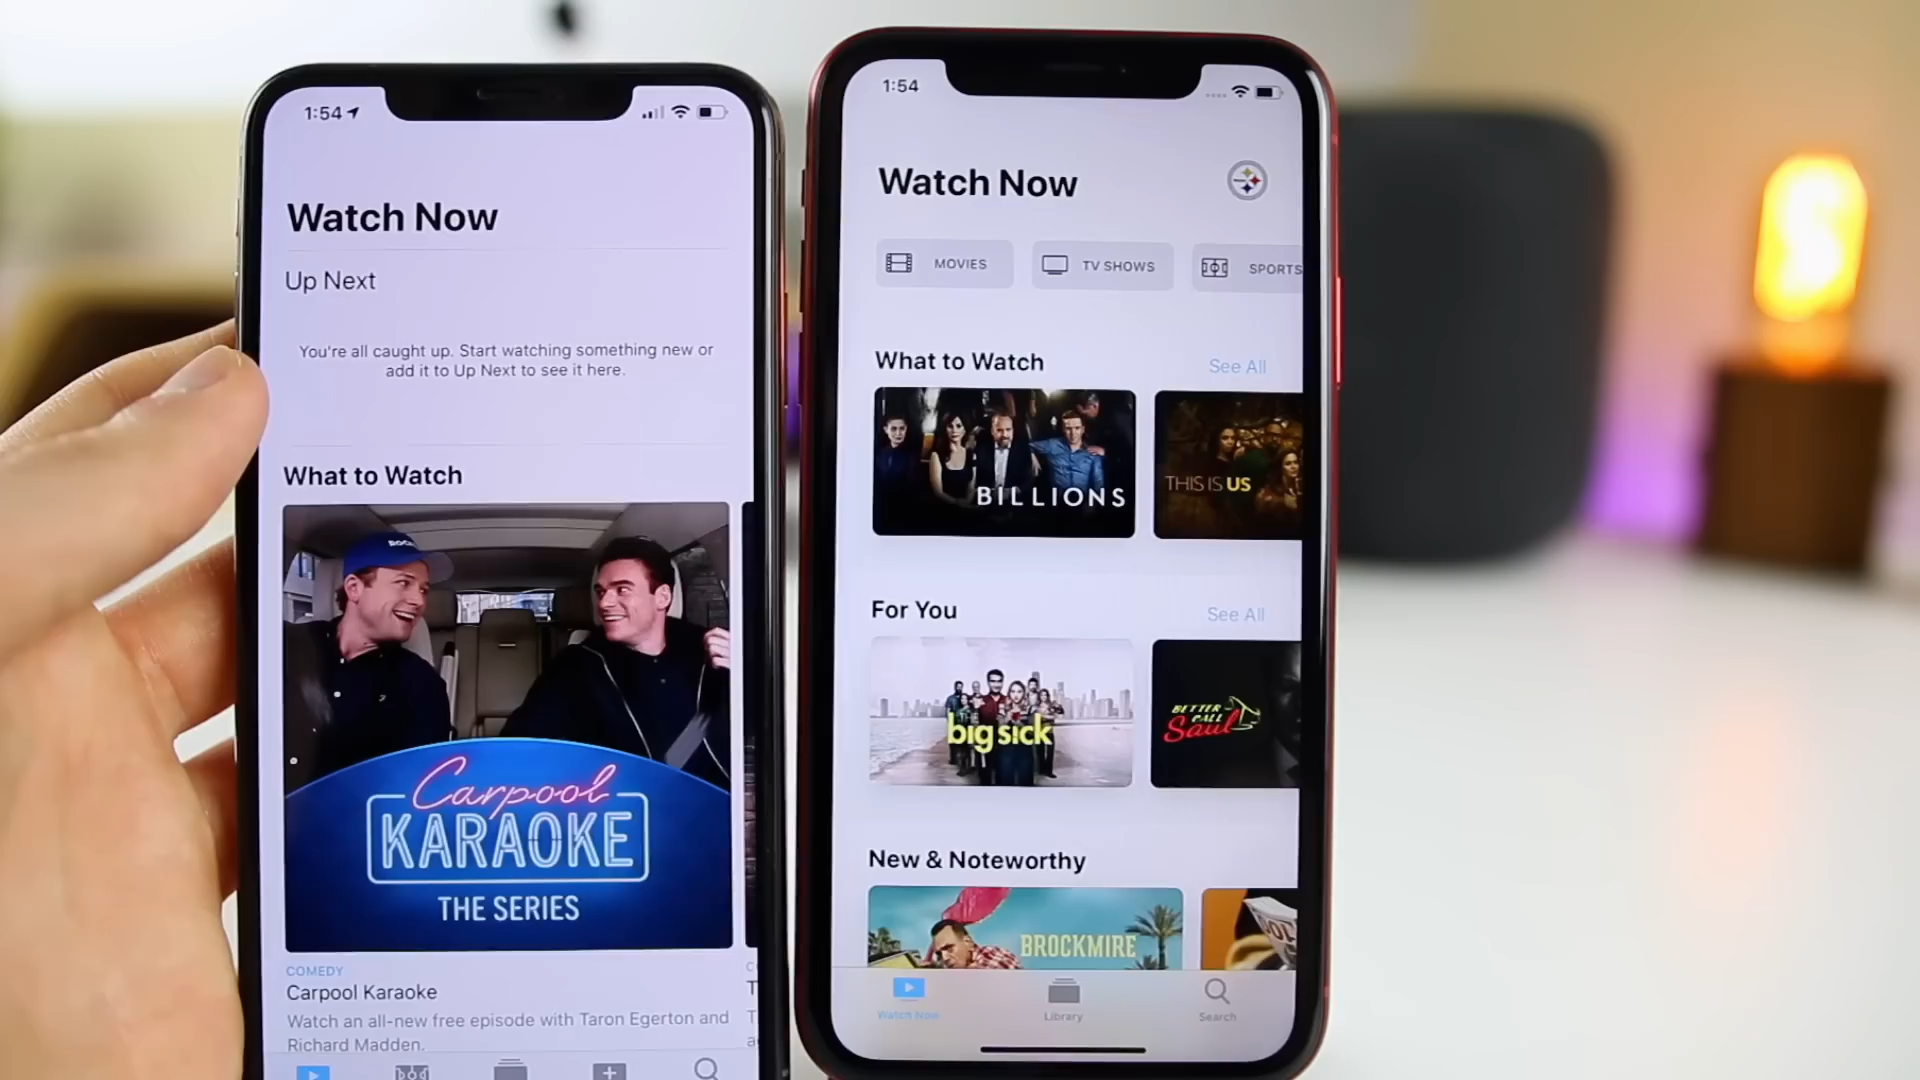 1:54
Watch Now
Up Next
You're all caught up. Start watching something new or
add it to Up Next to see it here.
What to Watch
Carpool
KARAOKE
THE SERIES
COMEDY
Carpool Karaoke
Watch an all-new free episode with Taron Egerton and
Richard Madden.
1:54
Watch Now
MOVIES
TV SHOWS
SPORTS
What to Watch
See All
BILLIONS
THIS IS US
For You
See All
big sick
BETTER
CALL
Saul
New & Noteworthy
BROCKMIRE
Watch Now
Library
Search